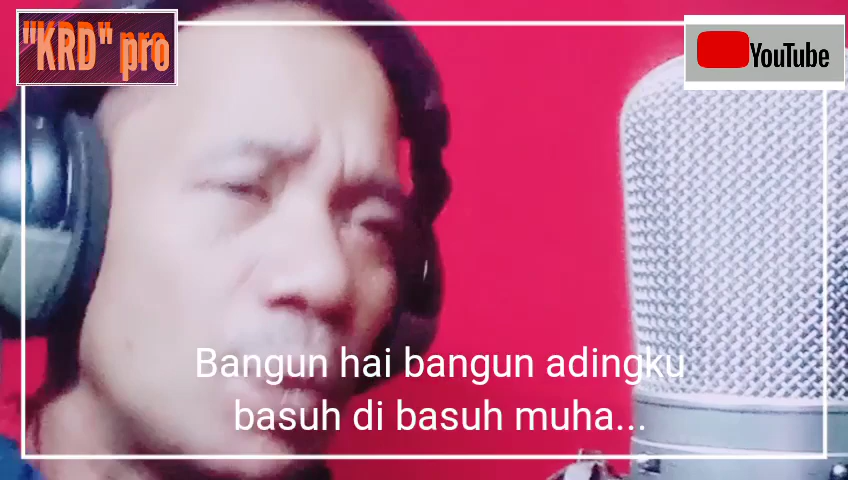 "KRD" pro
YouTube
Bangun hai bangun adingku
basuh di basuh muha...